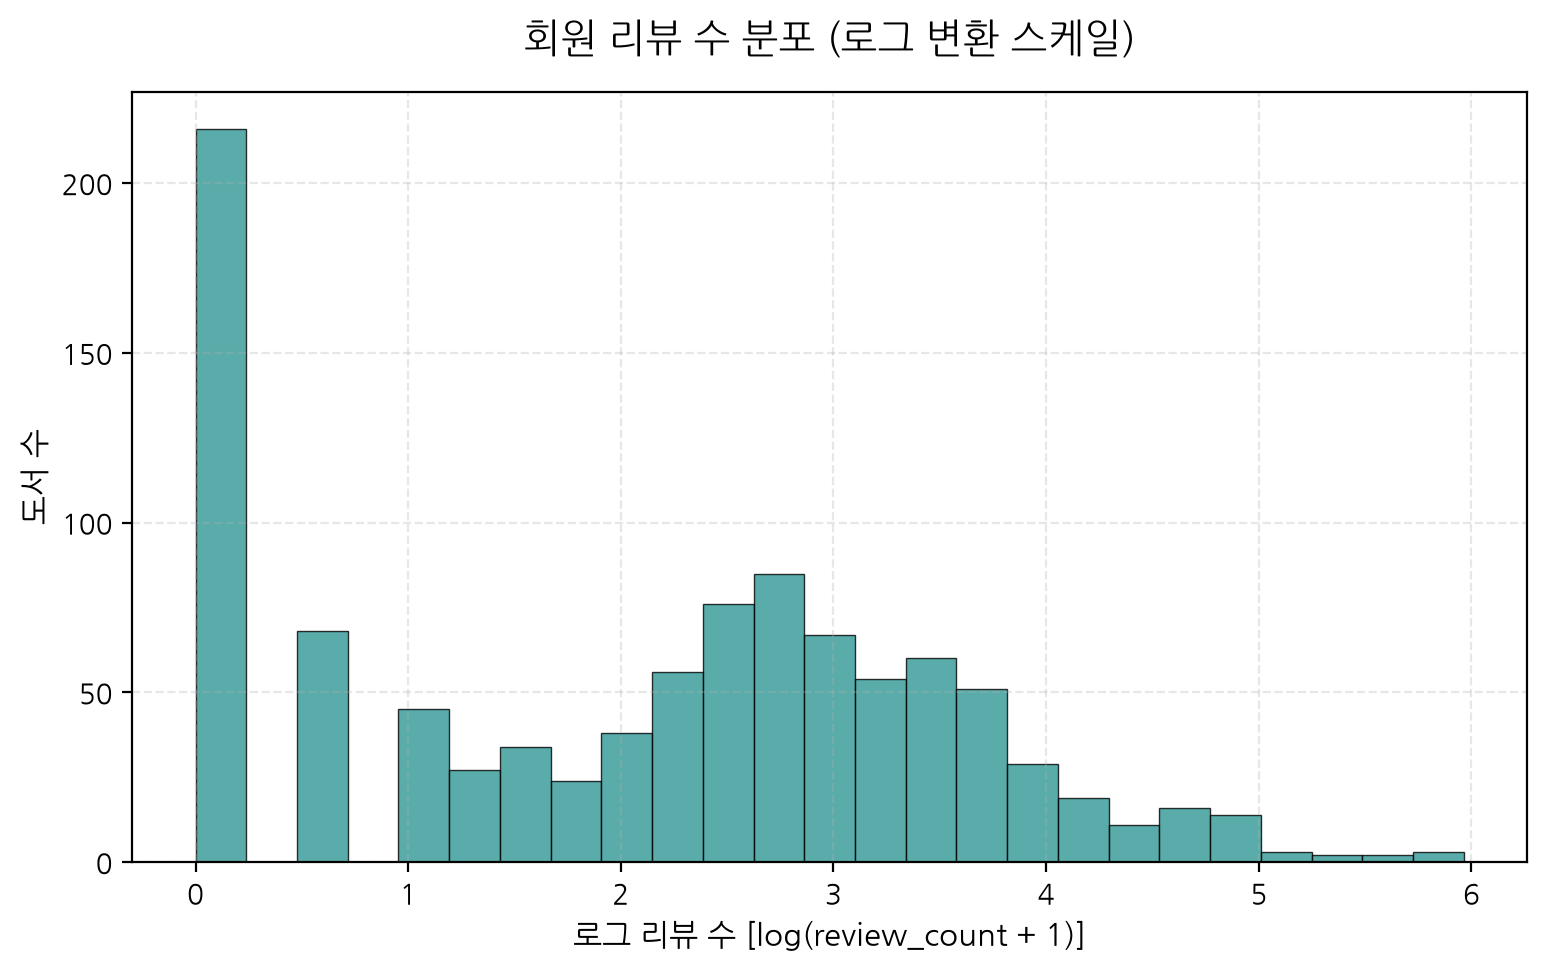 회원 리뷰 수 분포 (로그 변환 스케일)
도서 수
200
150
100
50
0
0 1 2 3 4 5 6
로그 리뷰 수 [log(review_count + 1)]